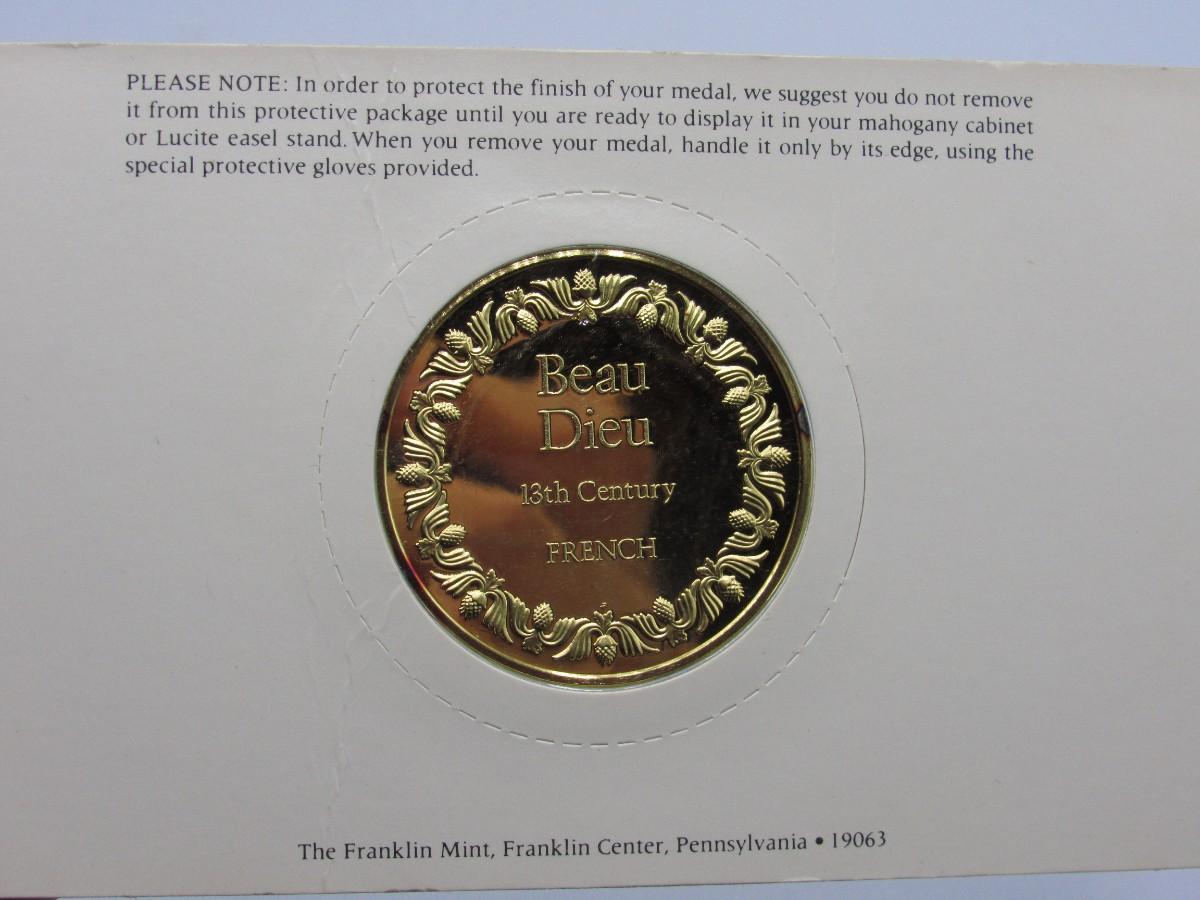 PLEASE NOTE: In order to protect the finish of your medal, we suggest you do not remove
it from this protective package until you are ready to display it in your mahogany cabinet
or Lucite easel stand. When you remove your medal, handle it only by its edge, using the
special protective gloves provided.
Beau
Dieu
13th Century
FRENCH
The Franklin Mint, Franklin Center, Pennsylvania • 19063